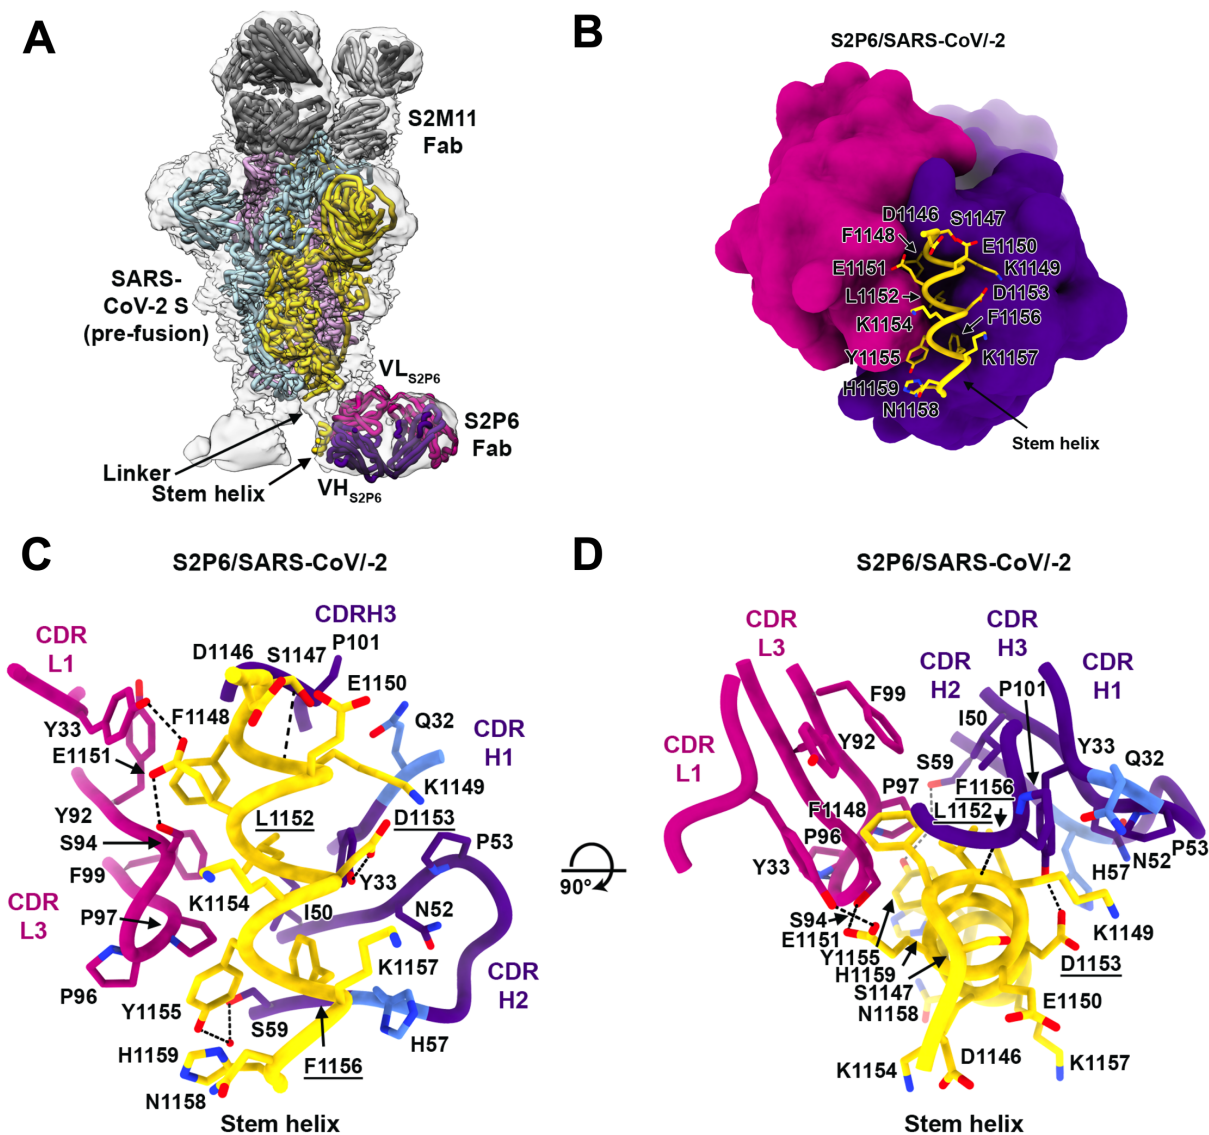 A
S2M11
Fab
SARS-
CoV-2 S
(pre-fusion)
VL S2P6
S2P6
Fab
Linker
Stem helix
VH S2P6
B
S2P6/SARS-CoV/-2
D1146
S1147
F1148
E1150
E1151
K1149
L1152
D1153
K1154
F1156
Y1155
K1157
H1159
N1158
Stem helix
C
S2P6/SARS-CoV/-2
CDR
L1
CDRH3
P101
D1146
S1147
E1150
Y33
F1148
Q32
E1151
CDR
H1
K1149
Y92
L1152
D1153
S94
P53
F99
Y33
CDR
L3
K1154
P97
I50
N52
K1157
P96
CDR
H2
Y1155
S59
H57
H1159
F1156
N1158
Stem helix
90°
D
S2P6/SARS-CoV/-2
CDR
L3
CDR
H3
CDR
H2
CDR
H1
P101
F99
I50
CDR
L1
Y92
S59
Y33
Q32
P97
F1156
F1148
L1152
P96
P53
N52
Y33
H57
S94
E1151
K1149
Y1155
H1159
D1153
S1147
E1150
N1158
D1146
K1157
K1154
Stem helix